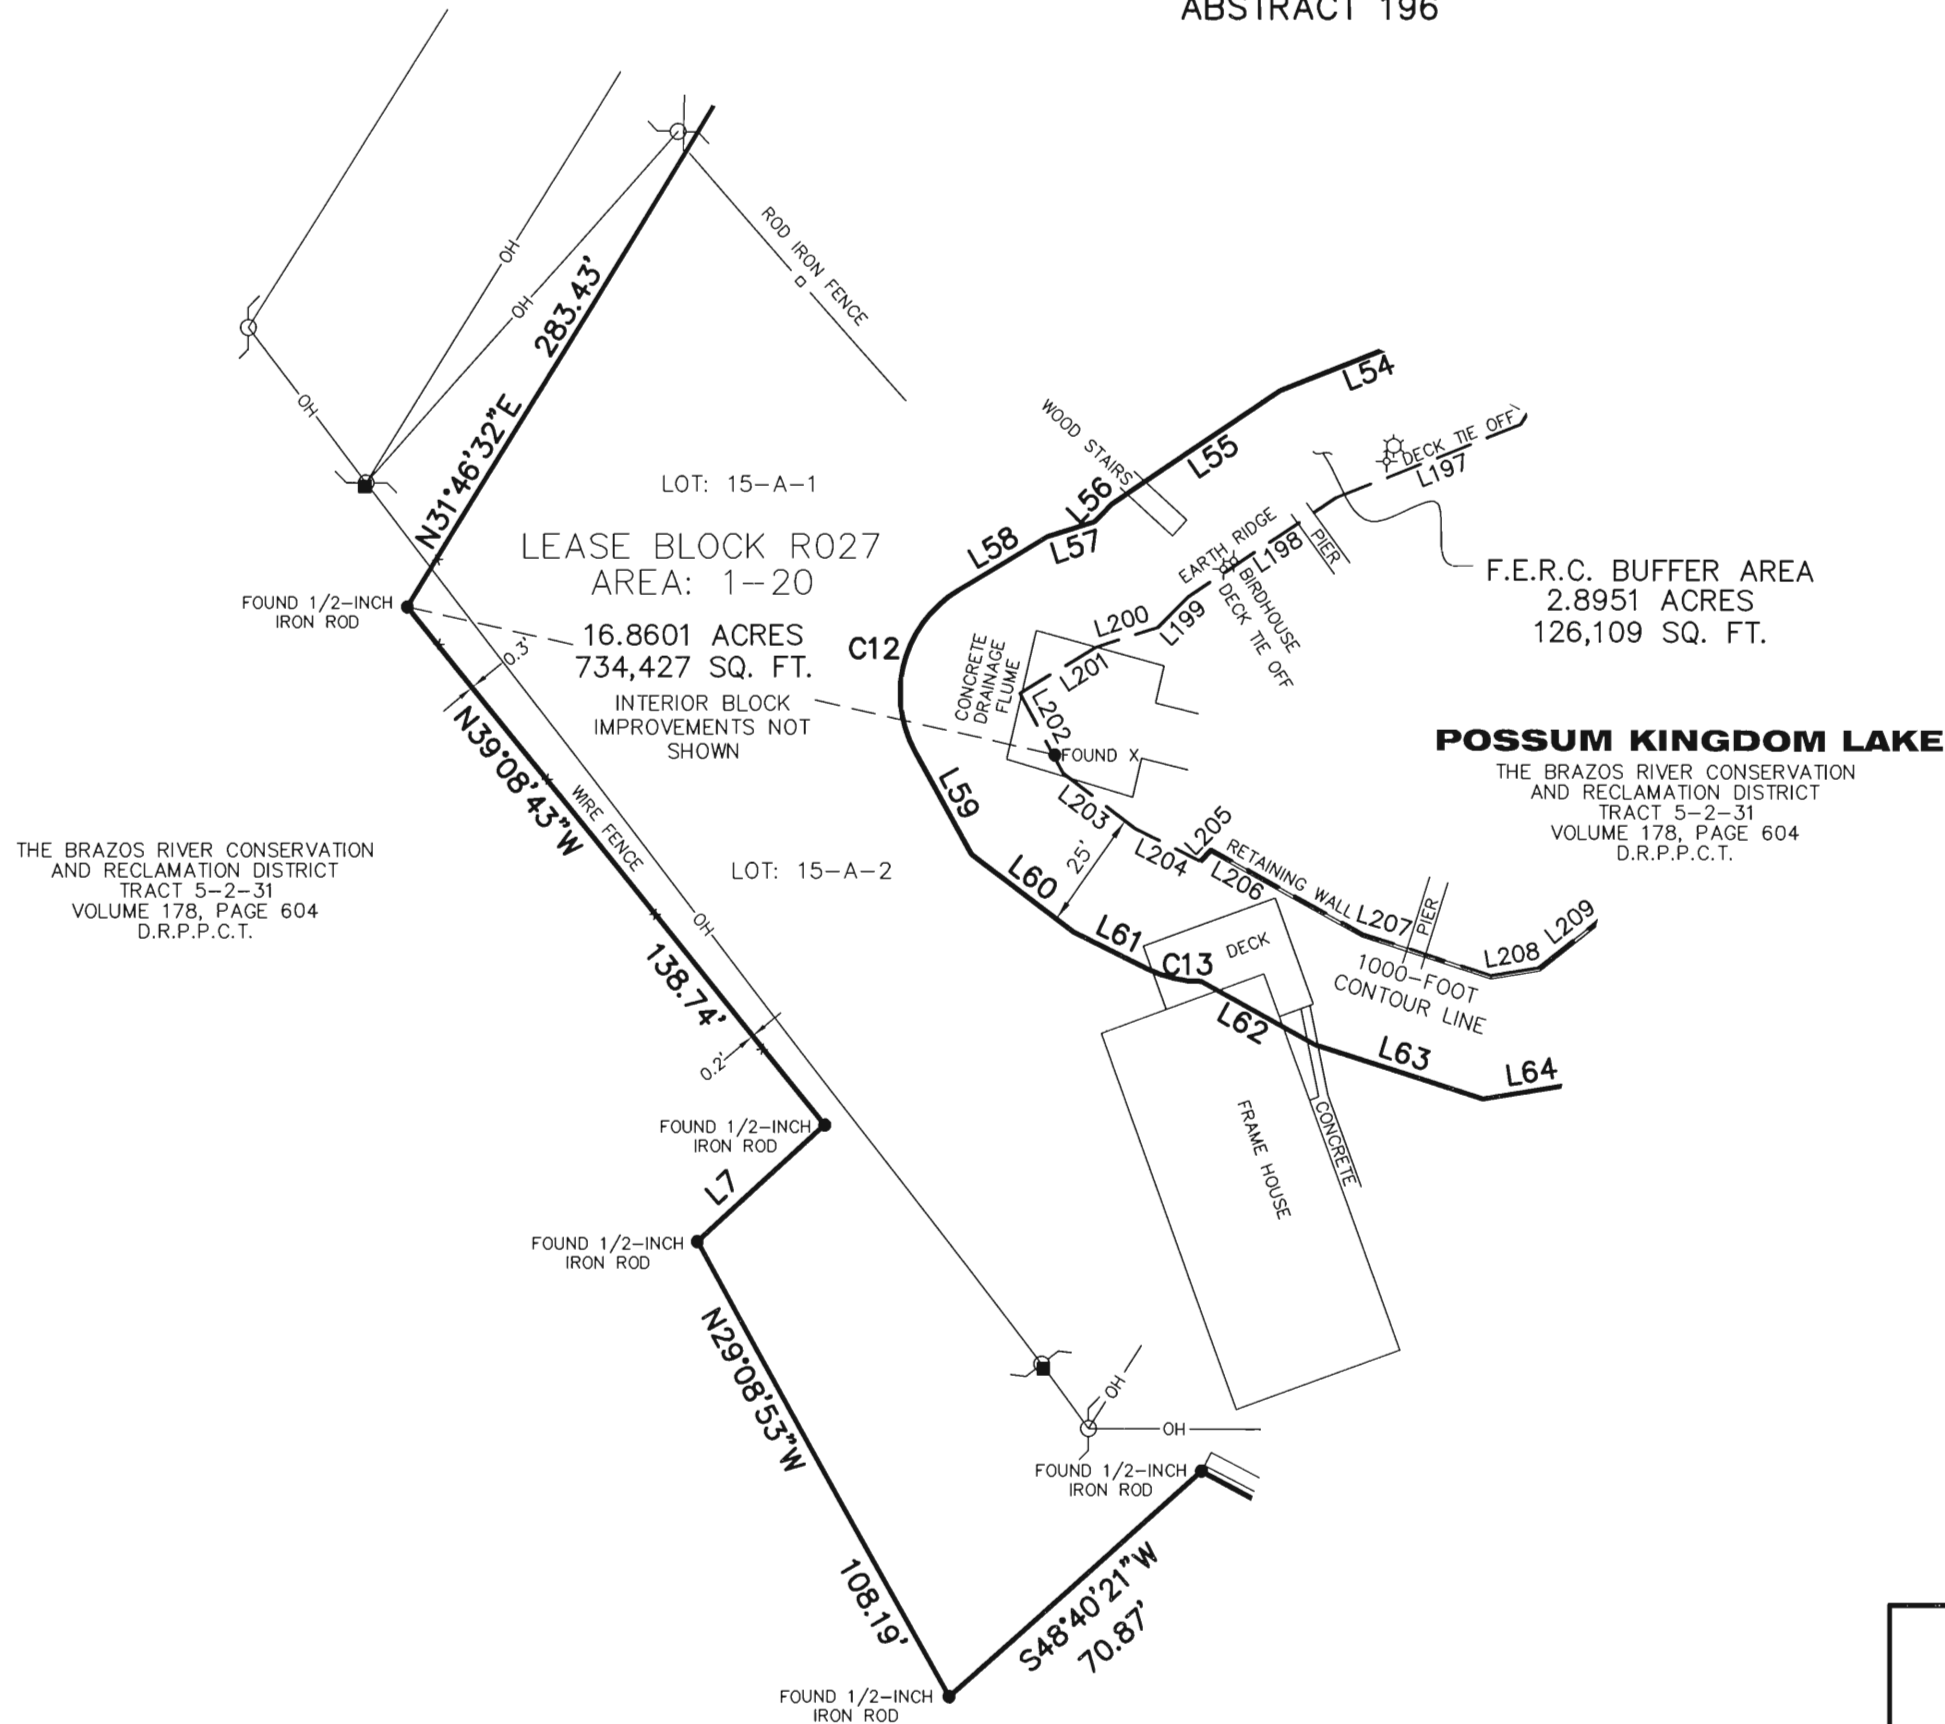 ABSTRACT 196
OH
OH
OH
283.43'
N31°46'32"E
ROD IRON FENCE
LOT: 15-A-1
LEASE BLOCK R027
AREA: 1-20
16.8601 ACRES
734,427 SQ. FT.
INTERIOR BLOCK
IMPROVEMENTS NOT
SHOWN
FOUND 1/2-INCH
IRON ROD
0.3'
N39°08'43"W
WIRE FENCE
138.74'
OH
0.2'
LOT: 15-A-2
THE BRAZOS RIVER CONSERVATION
AND RECLAMATION DISTRICT
TRACT 5-2-31
VOLUME 178, PAGE 604
D.R.P.P.C.T.
WOOD STAIRS
L54
L55
L56
L57
L58
C12
L59
L60
L61
C13
L62
L63
L64
DECK TIE OFF
L197
L198
PIER
EARTH RIDGE
BIRDHOUSE
DECK TIE OFF
L199
L200
L201
L202
CONCRETE
DRAINAGE
FLUME
FOUND X
L203
L204
L205
L206
25'
RETAINING WALL
L207
PIER
L208
L209
1000-FOOT
CONTOUR LINE
F.E.R.C. BUFFER AREA
2.8951 ACRES
126,109 SQ. FT.
POSSUM KINGDOM LAKE
THE BRAZOS RIVER CONSERVATION
AND RECLAMATION DISTRICT
TRACT 5-2-31
VOLUME 178, PAGE 604
D.R.P.P.C.T.
DECK
FRAME HOUSE
CONCRETE
FOUND 1/2-INCH
IRON ROD
L7
FOUND 1/2-INCH
IRON ROD
N29°08'53"W
108.19'
OH
OH
FOUND 1/2-INCH
IRON ROD
S48°40'21"W
70.87'
FOUND 1/2-INCH
IRON ROD